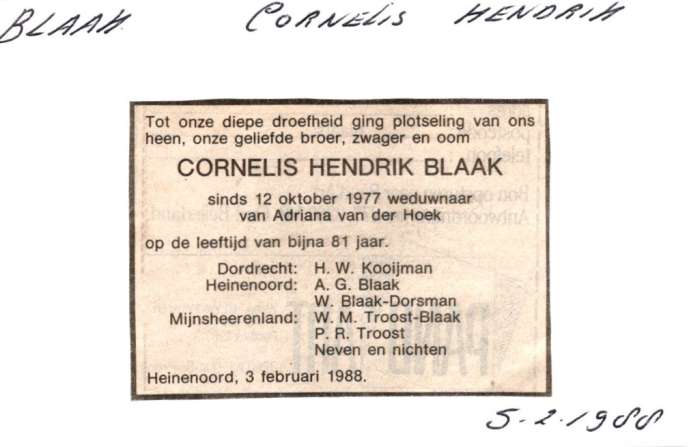 BLAAK CORNELIS HENDRIK
Tot onze diepe droefheid ging plotseling van ons
heen, onze geliefde broer, zwager en oom
CORNELIS HENDRIK BLAAK
sinds 12 oktober 1977 weduwnaar
van Adriana van der Hoek
op de leeftijd van bijna 81 jaar.
Dordrecht: H. W. Kooijman
Heinenoord: A. G. Blaak
W. Blaak-Dorsman
Mijnsheerenland: W. M. Troost-Blaak
P. R. Troost
Neven en nichten
Heinenoord, 3 februari 1988.
5-2-1988